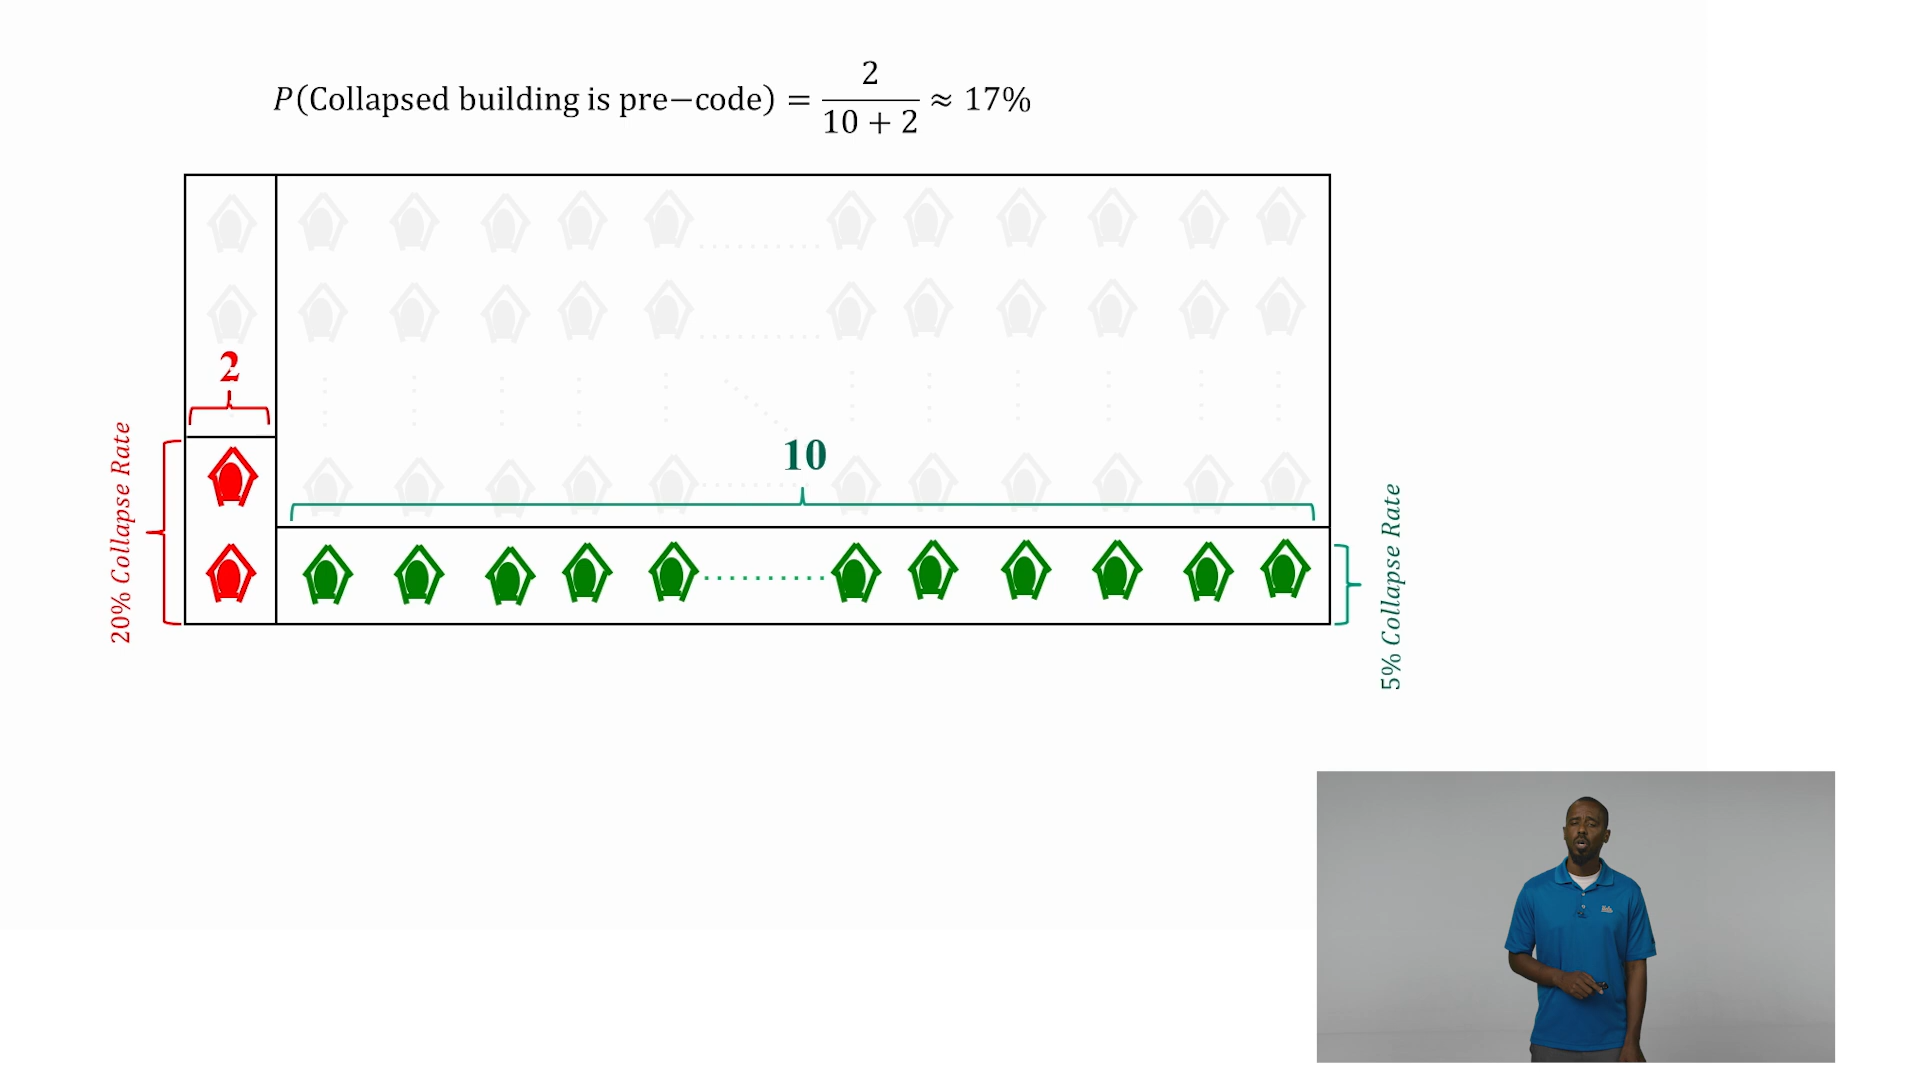 P(Collapsed building is pre−code) = 2/(10 + 2) ≈ 17%
2
10
20% Collapse Rate
5% Collapse Rate